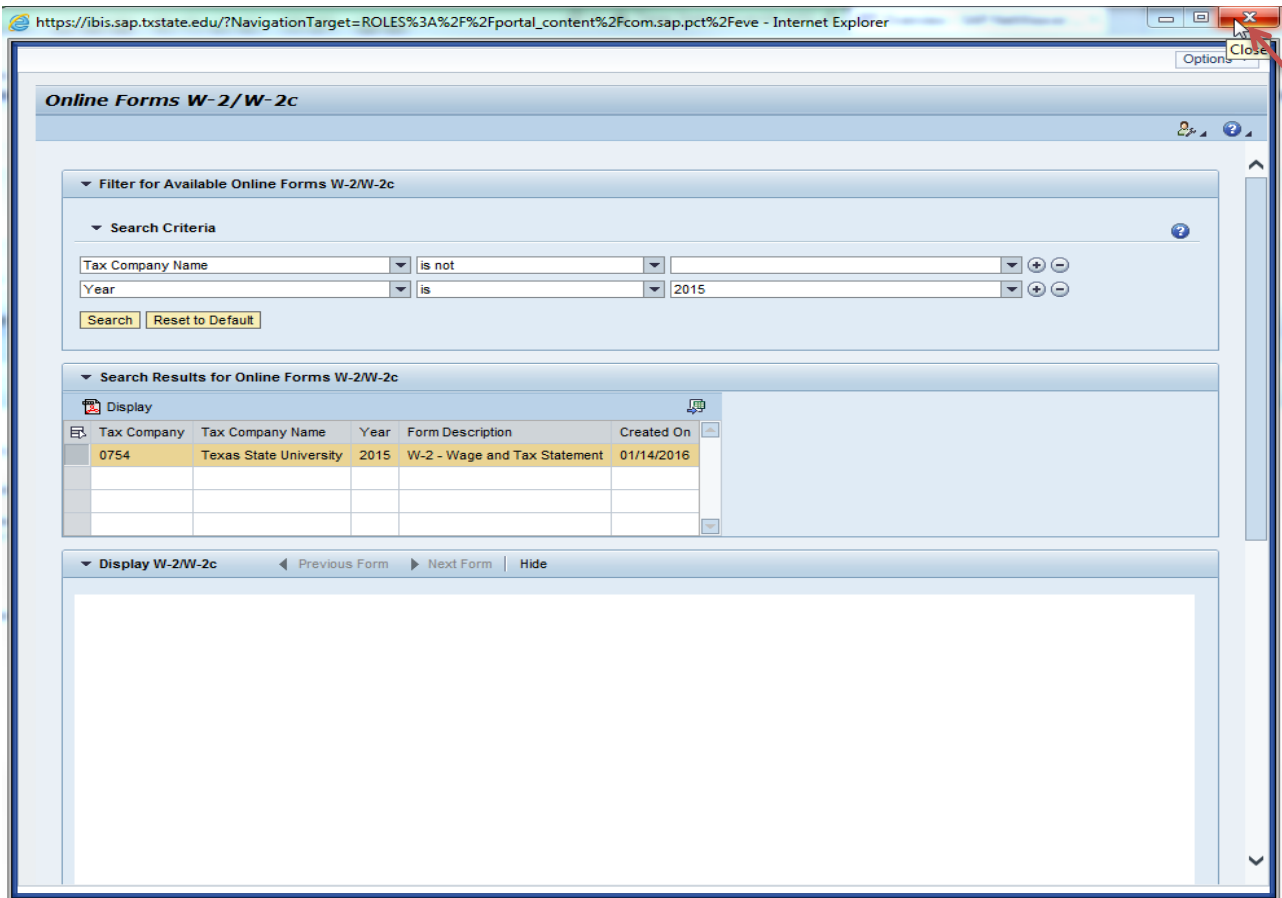 https://ibis.sap.txstate.edu/?NavigationTarget=ROLES%3A%2F%2Fportal_content%2Fcom.sap.pct%2Feve - Internet Explorer
Close
Options
Online Forms W-2/W-2c
Filter for Available Online Forms W-2/W-2c
Search Criteria
Tax Company Name is not
Year is 2015
Search Reset to Default
Search Results for Online Forms W-2/W-2c
Display
Tax Company Tax Company Name Year Form Description Created On
0754 Texas State University 2015 W-2 - Wage and Tax Statement 01/14/2016
Display W-2/W-2c Previous Form Next Form Hide